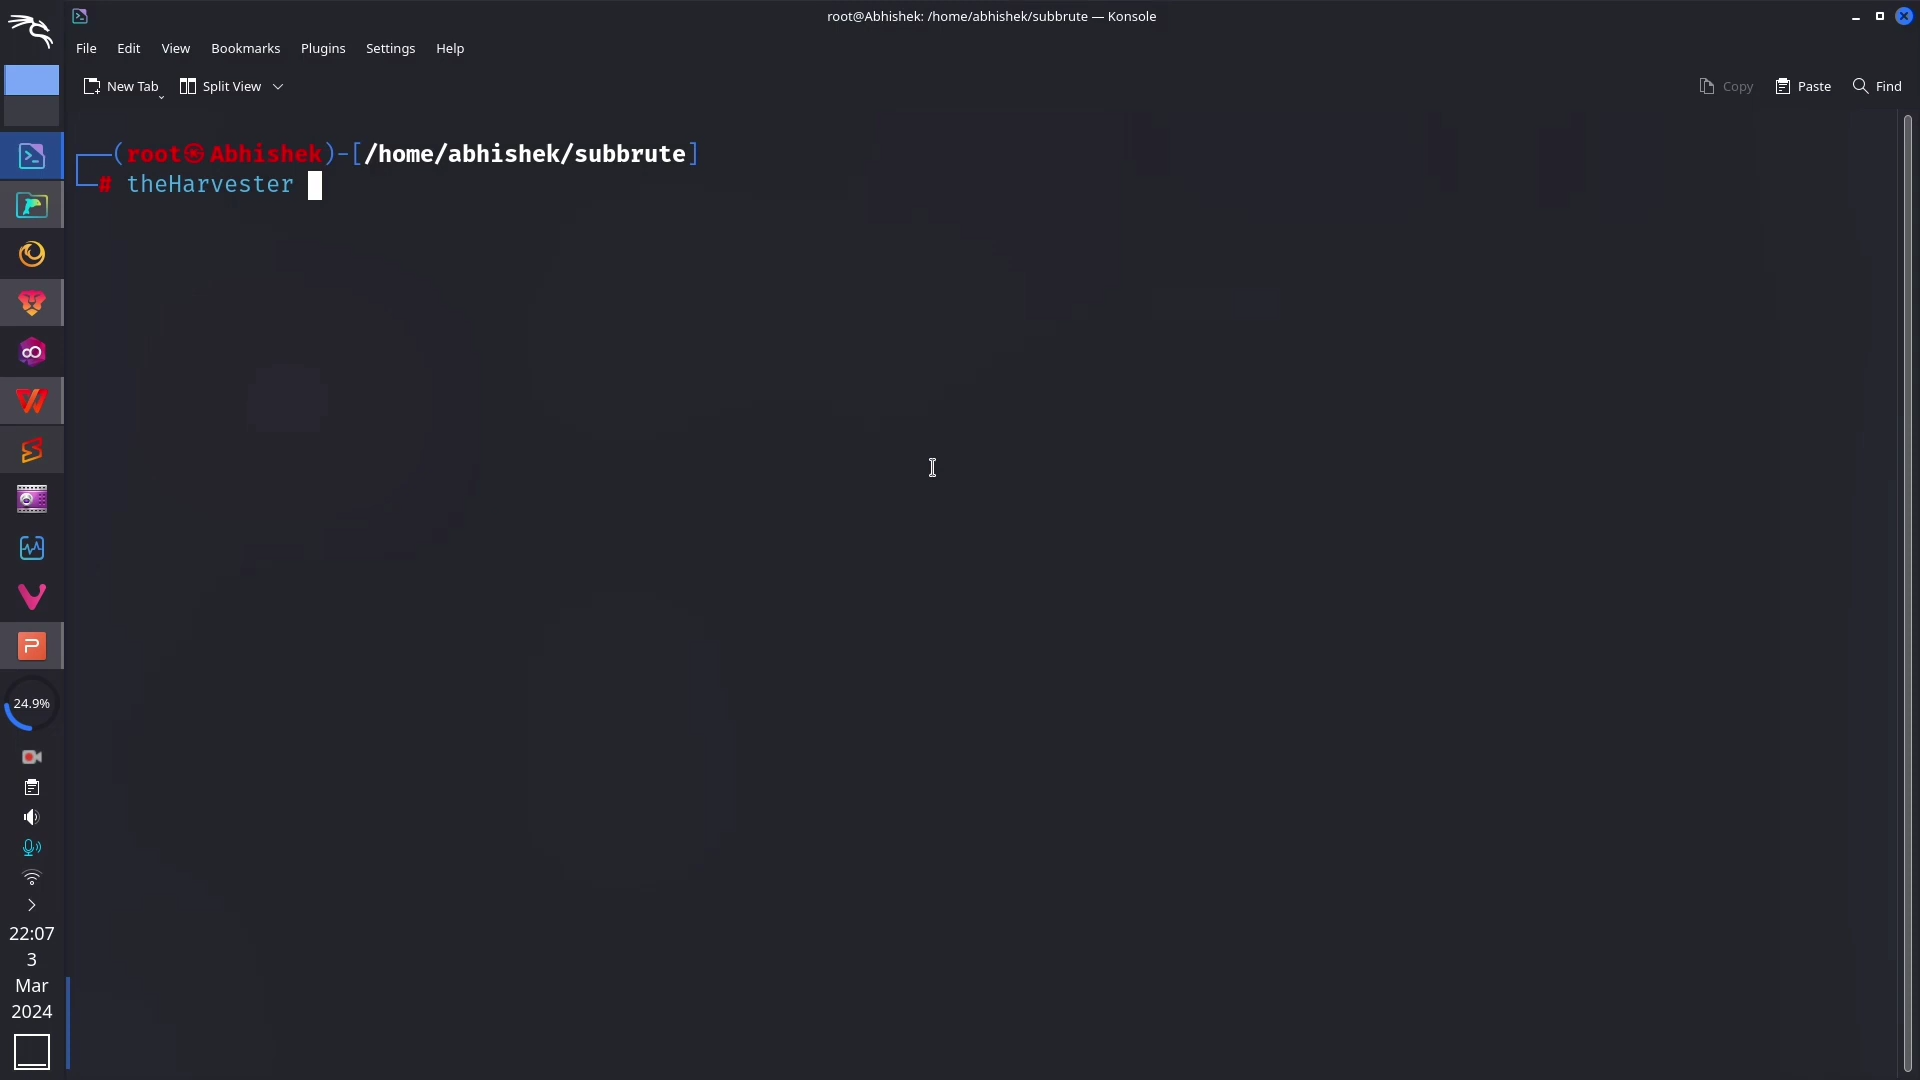 root@Abhishek: /home/abhishek/subbrute — Konsole
File Edit View Bookmarks Plugins Settings Help
New Tab Split View Copy Paste Find
┌──(root㉿Abhishek)-[/home/abhishek/subbrute]
└─# theHarvester
24.9%
22:07
3
Mar
2024